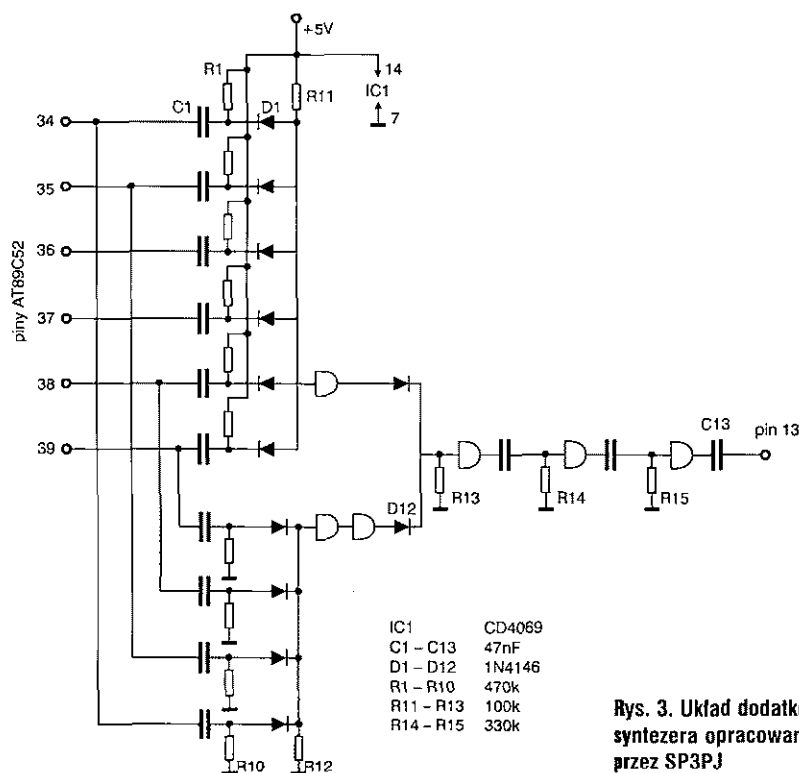 +5V
R1
R11
14
IC1
7
C1
D1
34
35
36
37
38
39
piny AT89C52
C13
pin 13
R13
R14
R15
D12
R10
R12
IC1 CD4069
C1 – C13 47nF
D1 – D12 1N4146
R1 – R10 470k
R11 – R13 100k
R14 – R15 330k
Rys. 3. Układ dodatk
syntezera opracowan
przez SP3PJ